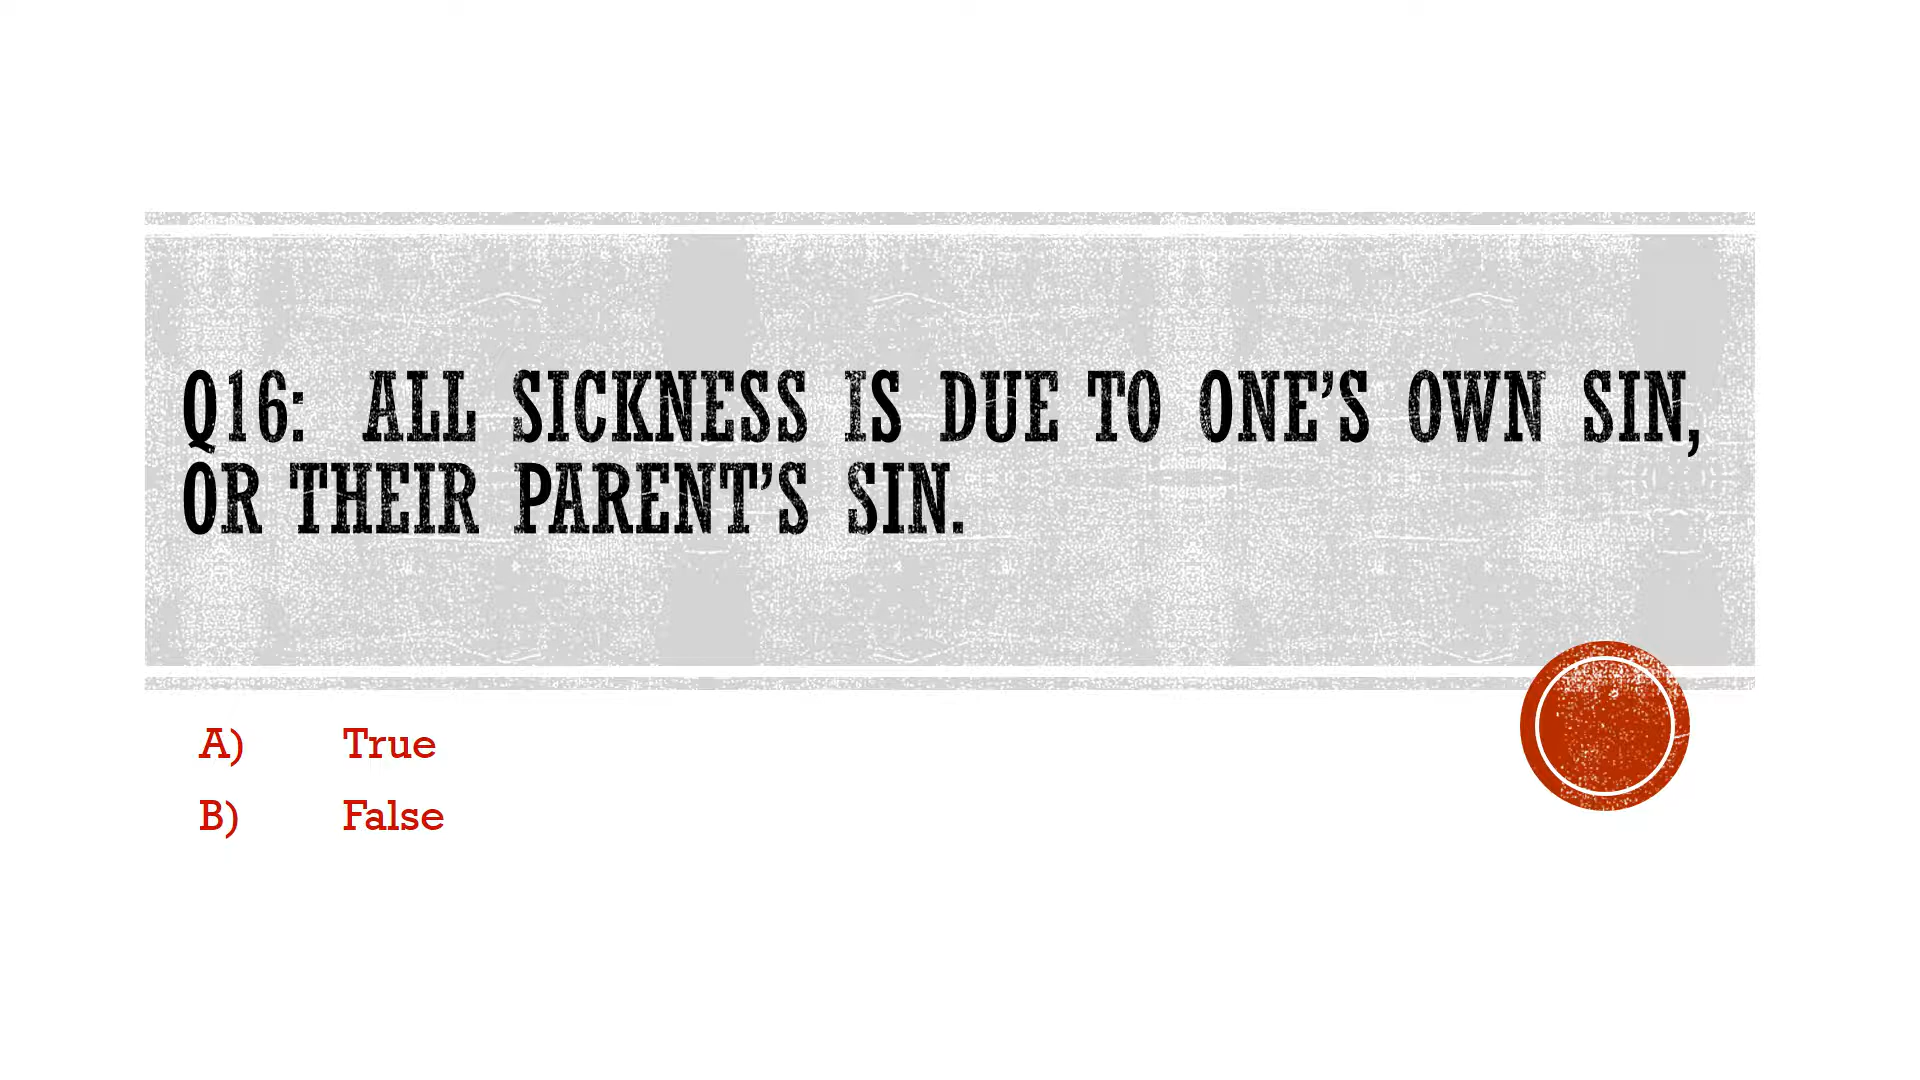 Q16: ALL SICKNESS IS DUE TO ONE’S OWN SIN,
OR THEIR PARENT’S SIN.
A) True
B) False